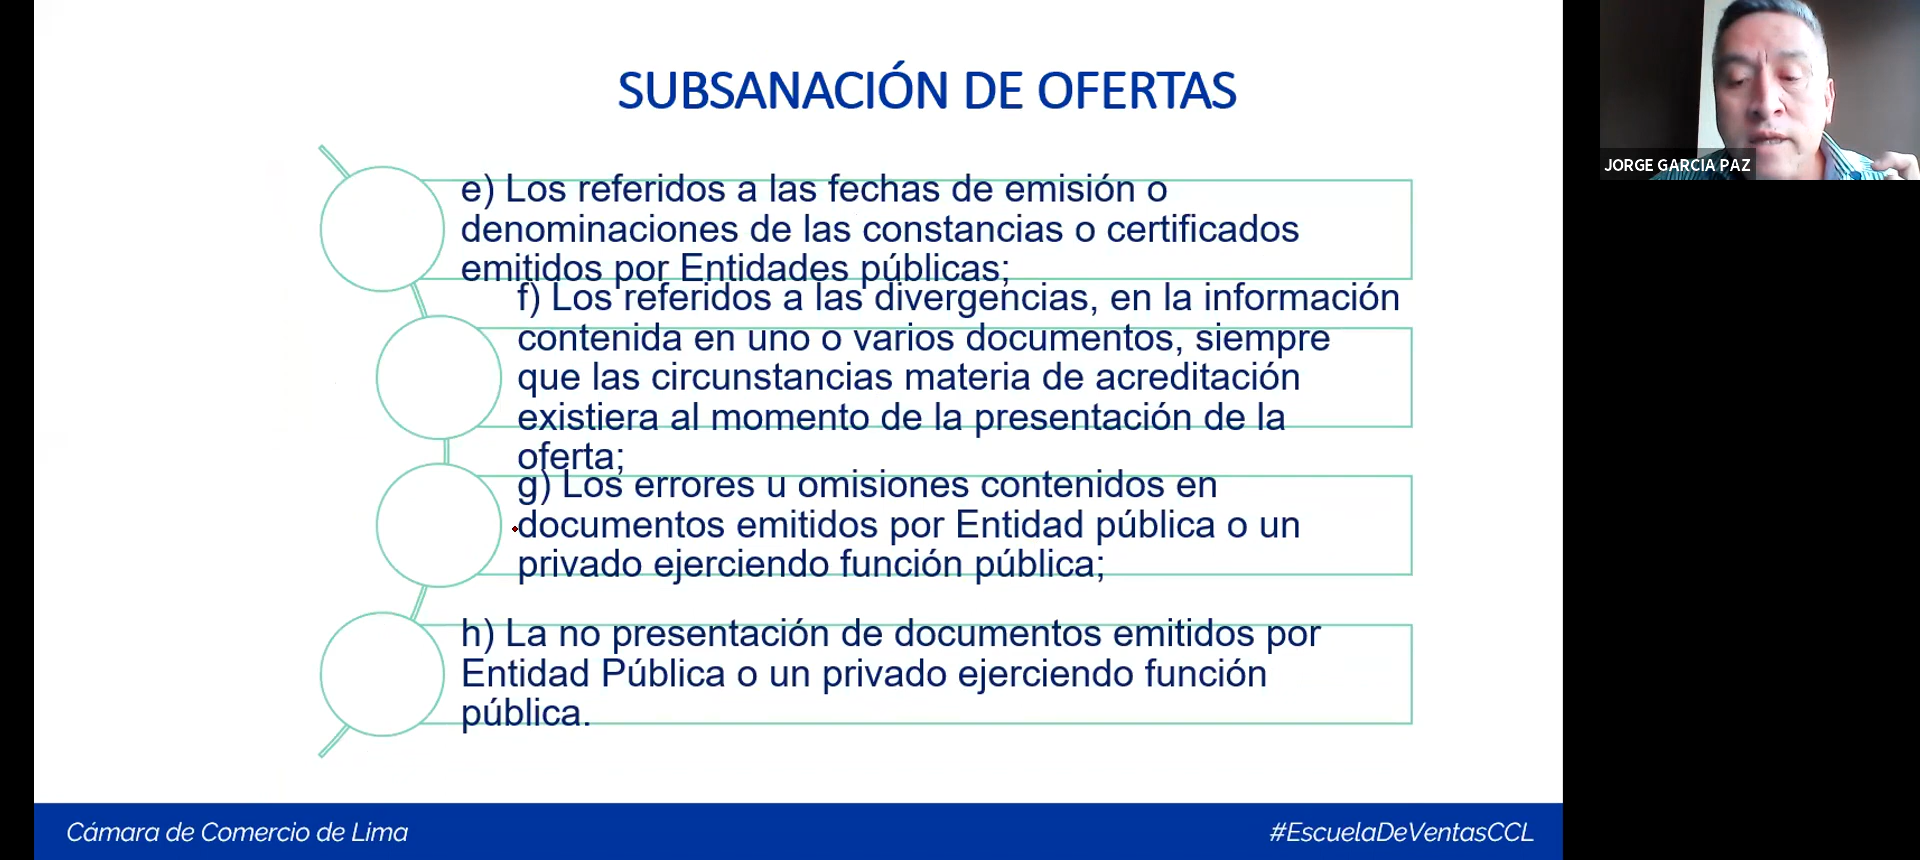 SUBSANACIÓN DE OFERTAS
e) Los referidos a las fechas de emisión o
denominaciones de las constancias o certificados
emitidos por Entidades públicas;
f) Los referidos a las divergencias, en la información
contenida en uno o varios documentos, siempre
que las circunstancias materia de acreditación
existiera al momento de la presentación de la
oferta;
g) Los errores u omisiones contenidos en
documentos emitidos por Entidad pública o un
privado ejerciendo función pública;
h) La no presentación de documentos emitidos por
Entidad Pública o un privado ejerciendo función
pública.
Cámara de Comercio de Lima
#EscuelaDeVentasCCL
JORGE GARCIA PAZ